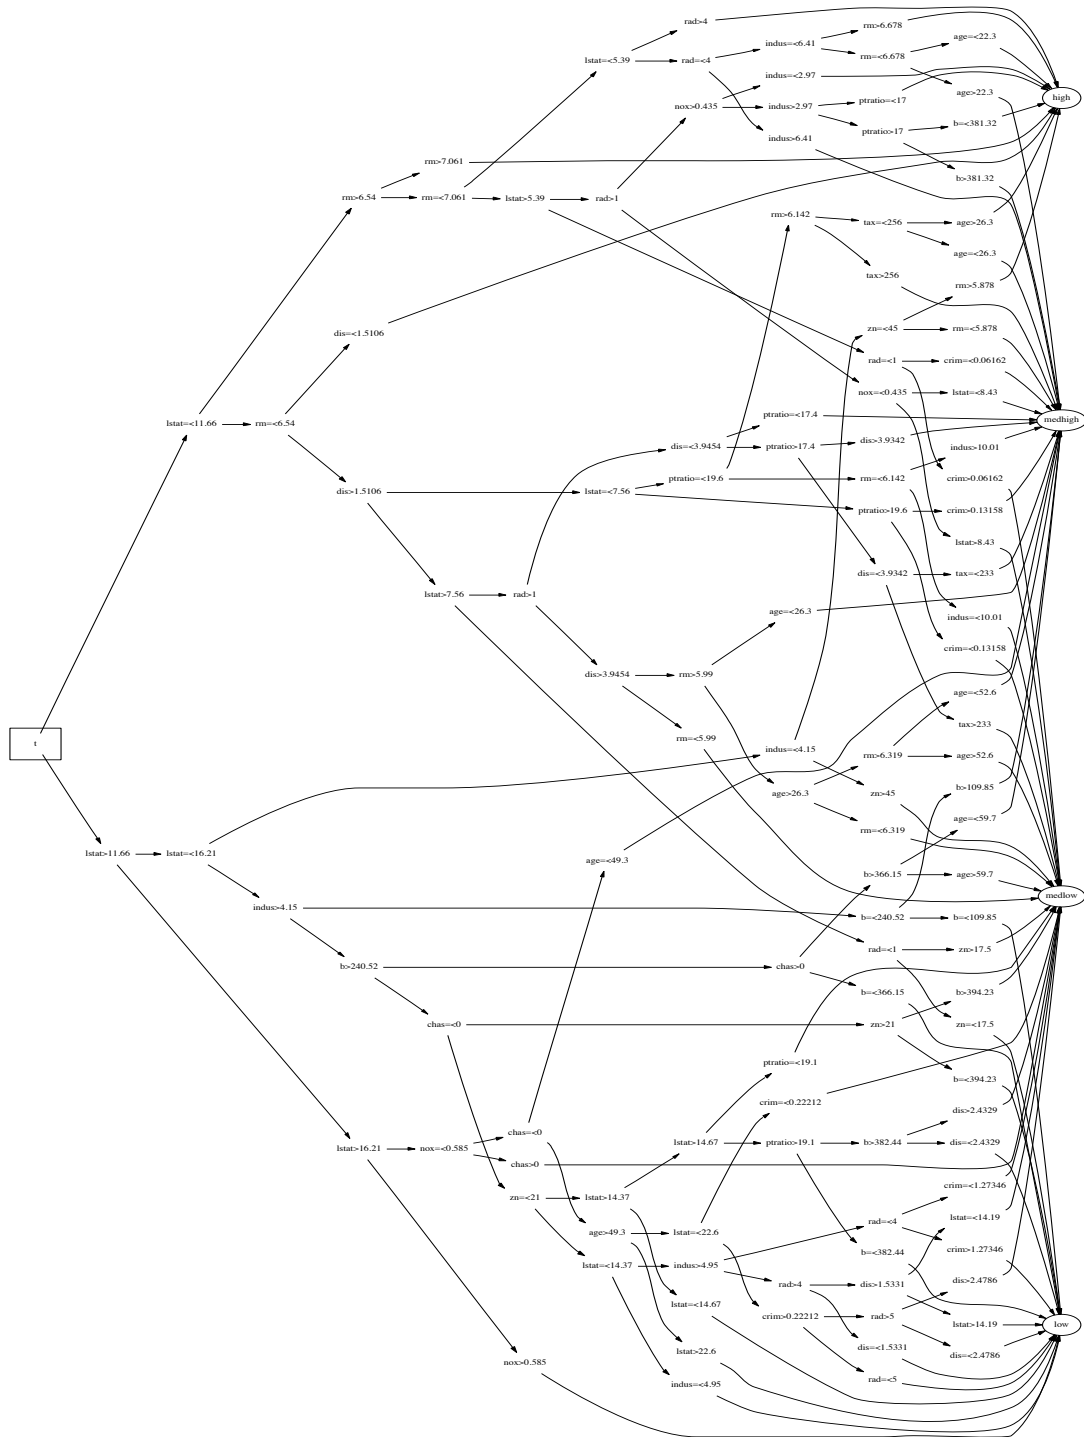 rad>4
rm>6.678
age=<22.3
indus=<6.41
rm=<6.678
lstat=<5.39
rad=<4
indus=<2.97
age>22.3
high
nox>0.435
indus>2.97
ptratio=<17
b=<381.32
indus>6.41
ptratio>17
rm>7.061
b>381.32
rm>6.54
rm=<7.061
lstat>5.39
rad>1
rm>6.142
tax=<256
age>26.3
age=<26.3
tax>256
rm>5.878
dis=<1.5106
zn=<45
rm=<5.878
rad=<1
crim=<0.06162
nox=<0.435
lstat=<8.43
lstat=<11.66
rm=<6.54
ptratio=<17.4
medhigh
dis=<3.9454
ptratio>17.4
dis>3.9342
indus>10.01
dis>1.5106
lstat=<7.56
ptratio=<19.6
rm=<6.142
crim>0.06162
ptratio>19.6
crim>0.13158
lstat>8.43
dis=<3.9342
tax=<233
lstat>7.56
rad>1
age=<26.3
indus=<10.01
crim=<0.13158
dis>3.9454
rm>5.99
age=<52.6
tax>233
t
rm=<5.99
indus=<4.15
rm>6.319
age>52.6
age>26.3
zn>45
b>109.85
age=<59.7
rm=<6.319
lstat>11.66
lstat=<16.21
age=<49.3
b>366.15
age>59.7
medlow
indus>4.15
b=<240.52
b=<109.85
rad=<1
zn>17.5
b>240.52
chas>0
b=<366.15
b>394.23
chas=<0
zn>21
zn=<17.5
ptratio=<19.1
b=<394.23
crim=<0.22212
dis>2.4329
chas=<0
lstat>14.67
ptratio>19.1
b>382.44
dis=<2.4329
lstat>16.21
nox=<0.585
chas>0
crim=<1.27346
zn=<21
lstat>14.37
lstat=<14.19
age>49.3
lstat=<22.6
rad=<4
crim>1.27346
b=<382.44
lstat=<14.37
indus>4.95
rad>4
dis>1.5331
dis>2.4786
lstat=<14.67
crim>0.22212
rad>5
lstat>14.19
low
lstat>22.6
dis=<1.5331
dis=<2.4786
nox>0.585
indus=<4.95
rad=<5